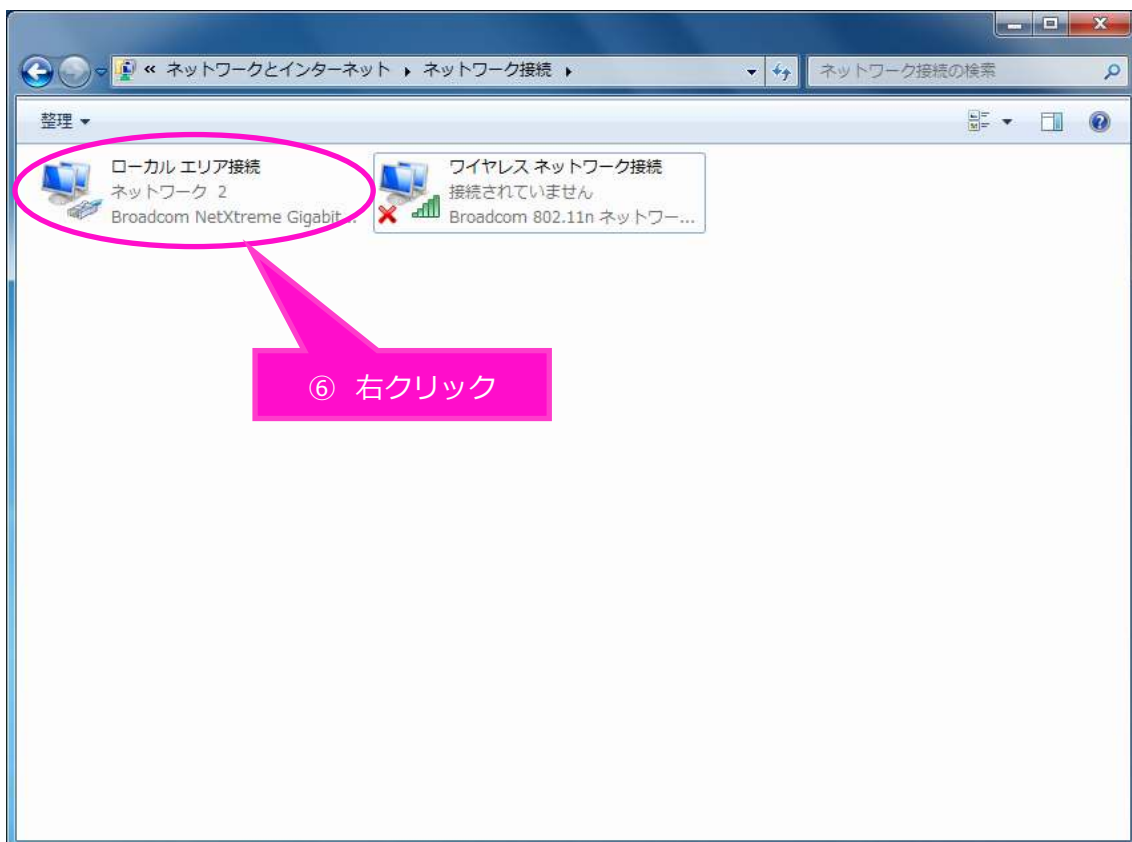 « ネットワークとインターネット ▸ ネットワーク接続 ▸
ネットワーク接続の検索
整理 ▾
ローカル エリア接続
ネットワーク 2
Broadcom NetXtreme Gigabit...
ワイヤレス ネットワーク接続
接続されていません
Broadcom 802.11n ネットワー...
⑥ 右クリック